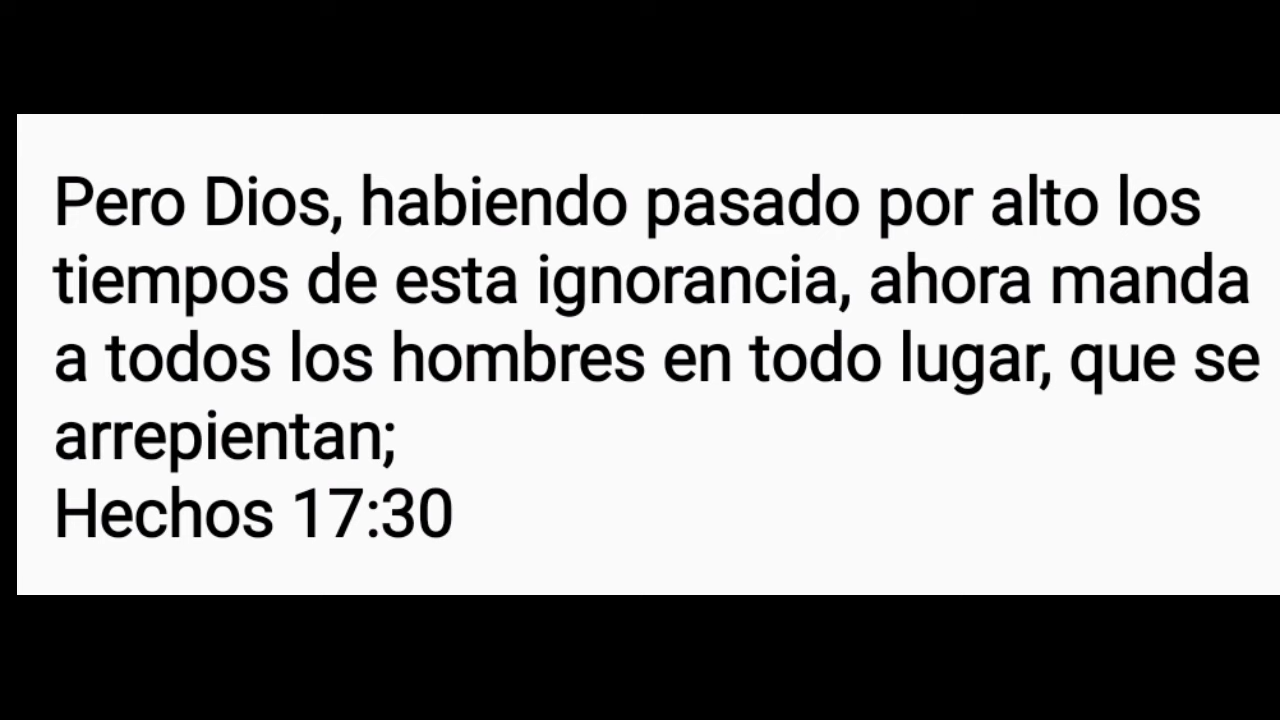 Pero Dios, habiendo pasado por alto los
tiempos de esta ignorancia, ahora manda
a todos los hombres en todo lugar, que se
arrepientan;
Hechos 17:30